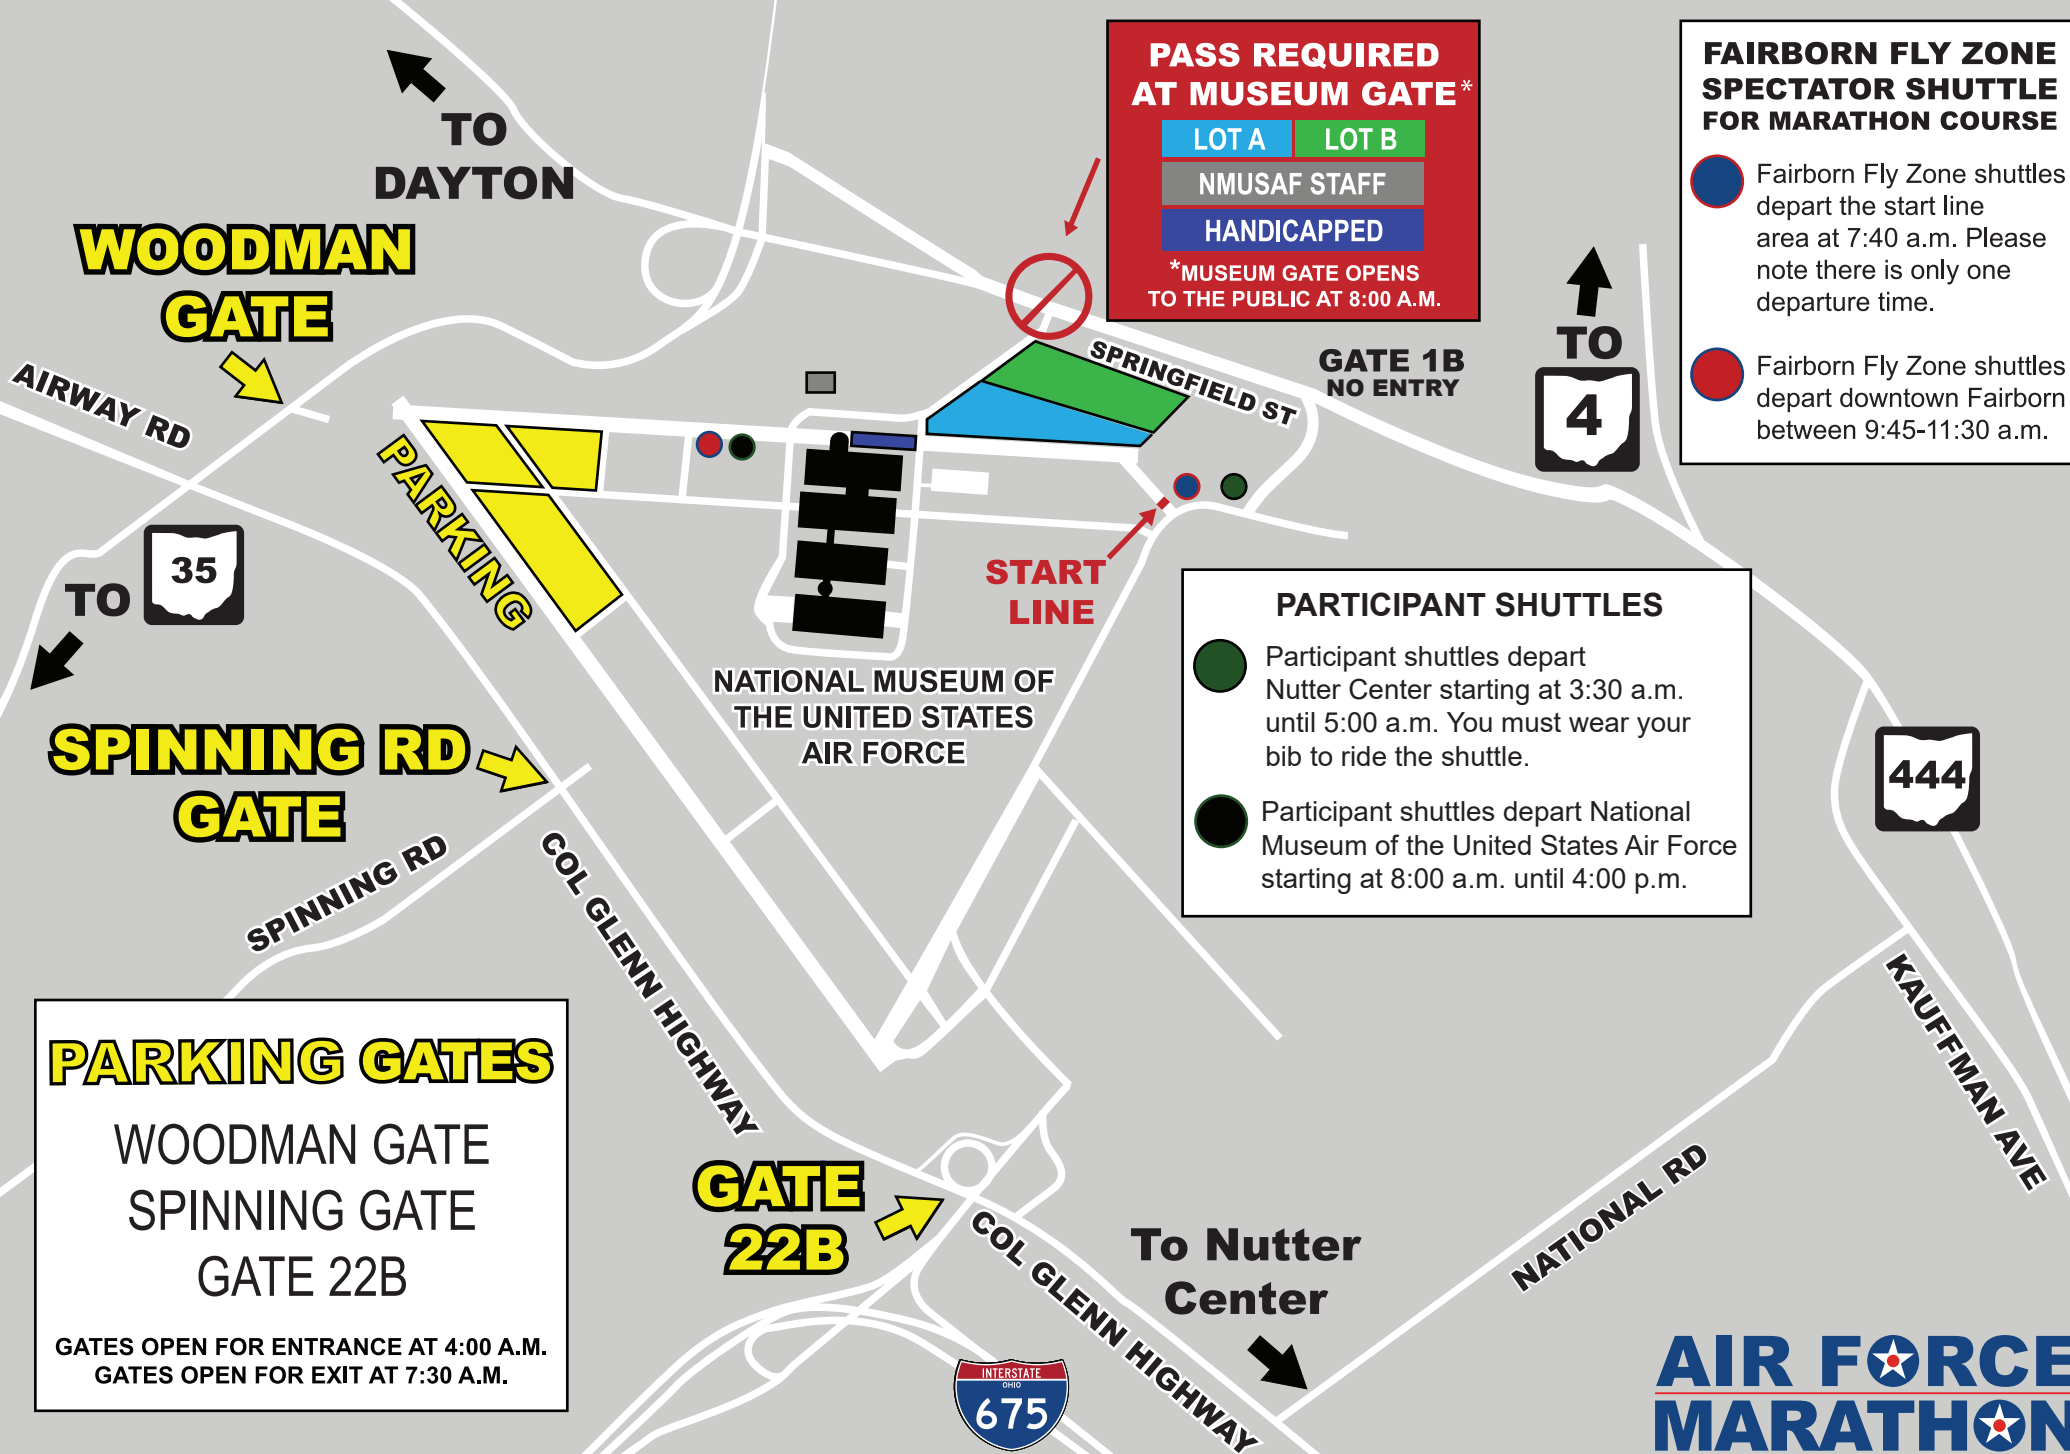 TO
DAYTON
WOODMAN
GATE
AIRWAY RD
PARKING
TO
35
SPINNING RD
GATE
SPINNING RD
COL GLENN HIGHWAY
PASS REQUIRED
AT MUSEUM GATE*
LOT A
LOT B
NMUSAF STAFF
HANDICAPPED
*MUSEUM GATE OPENS
TO THE PUBLIC AT 8:00 A.M.
SPRINGFIELD ST
GATE 1B
NO ENTRY
TO
4
FAIRBORN FLY ZONE
SPECTATOR SHUTTLE
FOR MARATHON COURSE
Fairborn Fly Zone shuttles
depart the start line
area at 7:40 a.m. Please
note there is only one
departure time.
Fairborn Fly Zone shuttles
depart downtown Fairborn
between 9:45-11:30 a.m.
START
LINE
NATIONAL MUSEUM OF
THE UNITED STATES
AIR FORCE
PARTICIPANT SHUTTLES
Participant shuttles depart
Nutter Center starting at 3:30 a.m.
until 5:00 a.m. You must wear your
bib to ride the shuttle.
Participant shuttles depart National
Museum of the United States Air Force
starting at 8:00 a.m. until 4:00 p.m.
444
KAUFFMAN AVE
NATIONAL RD
PARKING GATES
WOODMAN GATE
SPINNING GATE
GATE 22B
GATES OPEN FOR ENTRANCE AT 4:00 A.M.
GATES OPEN FOR EXIT AT 7:30 A.M.
GATE
22B
COL GLENN HIGHWAY
To Nutter
Center
INTERSTATE
OHIO
675
AIR FORCE
MARATHON